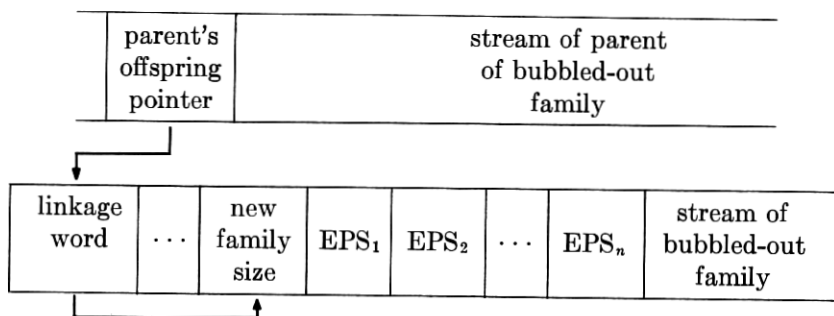 parent's
offspring
pointer
stream of parent
of bubbled-out
family
linkage
word
. . .
new
family
size
EPS₁
EPS₂
. . .
EPSₙ
stream of
bubbled-out
family